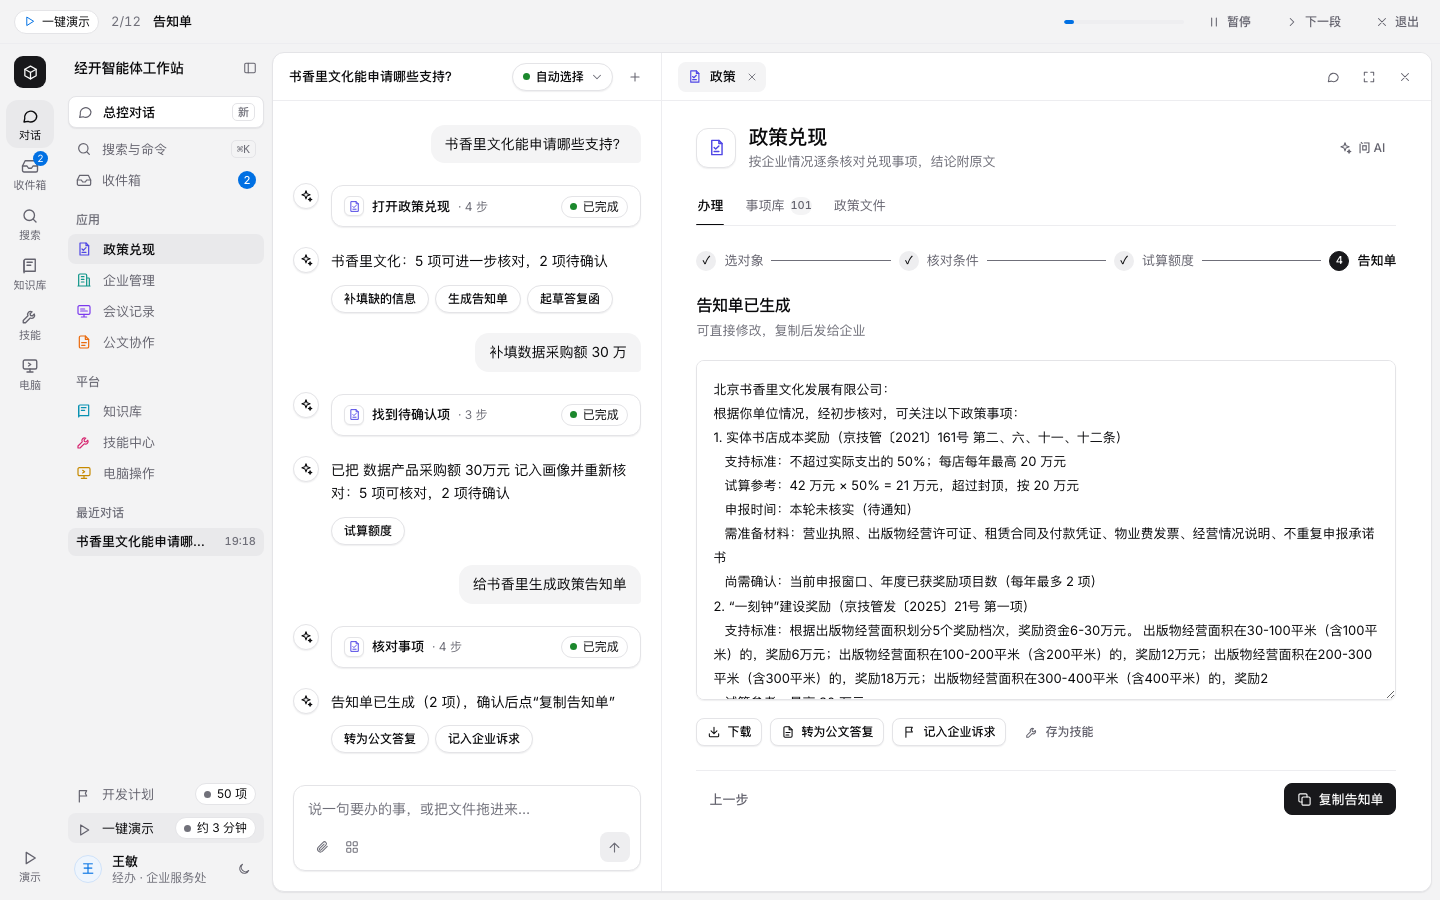 一键演示
2/12
告知单
暂停
下一段
退出
对话
2
收件箱
搜索
知识库
技能
电脑
演示
经开智能体工作站
总控对话
新
搜索与命令
⌘K
收件箱
2
应用
政策兑现
企业管理
会议记录
公文协作
平台
知识库
技能中心
电脑操作
最近对话
书香里文化能申请哪... 19:18
开发计划
50 项
一键演示
约 3 分钟
王
王敏
经办 · 企业服务处
书香里文化能申请哪些支持?
自动选择
书香里文化能申请哪些支持?
打开政策兑现 · 4 步
已完成
书香里文化：5 项可进一步核对，2 项待确认
补填缺的信息
生成告知单
起草答复函
补填数据采购额 30 万
找到待确认项 · 3 步
已完成
已把 数据产品采购额 30万元 记入画像并重新核
对：5 项可核对，2 项待确认
试算额度
给书香里生成政策告知单
核对事项 · 4 步
已完成
告知单已生成（2 项），确认后点“复制告知单”
转为公文答复
记入企业诉求
说一句要办的事，或把文件拖进来...
政策
政策兑现
按企业情况逐条核对兑现事项，结论附原文
问 AI
办理
事项库 101
政策文件
选对象
核对条件
试算额度
4 告知单
告知单已生成
可直接修改，复制后发给企业
北京书香里文化发展有限公司：
根据你单位情况，经初步核对，可关注以下政策事项：
1. 实体书店成本奖励（京技管〔2021〕161号 第二、六、十一、十二条）
支持标准：不超过实际支出的 50%；每店每年最高 20 万元
试算参考：42 万元 × 50% = 21 万元，超过封顶，按 20 万元
申报时间：本轮未核实（待通知）
需准备材料：营业执照、出版物经营许可证、租赁合同及付款凭证、物业费发票、经营情况说明、不重复申报承诺
书
尚需确认：当前申报窗口、年度已获奖励项目数（每年最多 2 项）
2. “一刻钟”建设奖励（京技管发〔2025〕21号 第一项）
支持标准：根据出版物经营面积划分5个奖励档次，奖励资金6-30万元。 出版物经营面积在30-100平米（含100平
米）的，奖励6万元；出版物经营面积在100-200平米（含200平米）的，奖励12万元；出版物经营面积在200-300
平米（含300平米）的，奖励18万元；出版物经营面积在300-400平米（含400平米）的，奖励2
下载
转为公文答复
记入企业诉求
存为技能
上一步
复制告知单